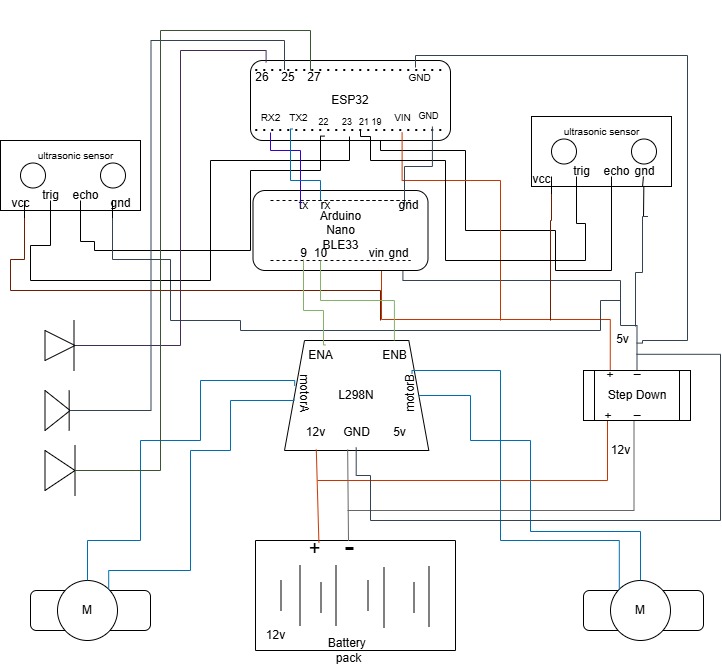 26 25 27 GND
ESP32
RX2 TX2 22 23 21 19 VIN GND
ultrasonic sensor
vcc trig echo gnd
ultrasonic sensor
vcc trig echo gnd
tx rx gnd
Arduino
Nano
BLE33
9 10 vin gnd
5v
+ −
Step Down
+ −
12v
ENA ENB
motorA
L298N
motorB
12v GND 5v
+ -
M
M
12v
Battery
pack